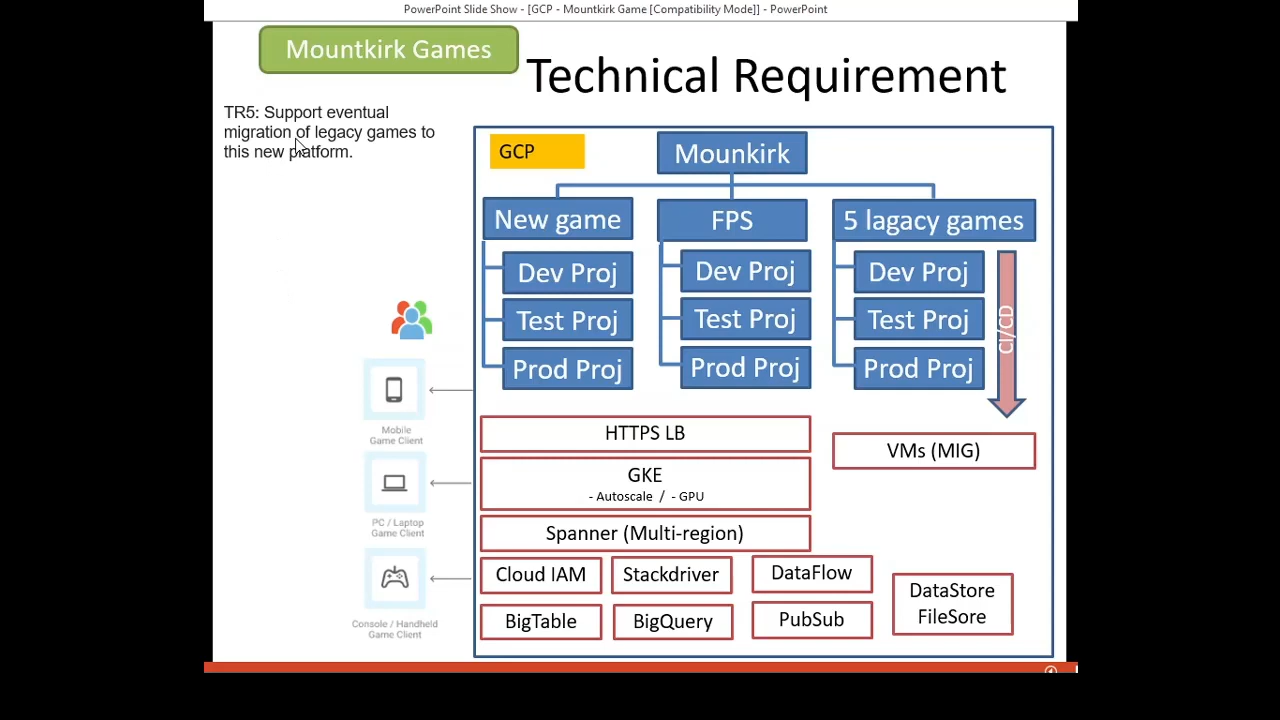 PowerPoint Slide Show - [GCP - Mountkirk Game [Compatibility Mode]] - PowerPoint
Mountkirk Games
Technical Requirement
TR5: Support eventual
migration of legacy games to
this new platform.
GCP
Mounkirk
New game
FPS
5 lagacy games
Dev Proj
Dev Proj
Dev Proj
Test Proj
Test Proj
Test Proj
Prod Proj
Prod Proj
Prod Proj
CI/CD
Mobile
Game Client
PC / Laptop
Game Client
Console / Handheld
Game Client
HTTPS LB
VMs (MIG)
GKE
- Autoscale / - GPU
Spanner (Multi-region)
Cloud IAM
Stackdriver
DataFlow
DataStore
FileSore
BigTable
BigQuery
PubSub